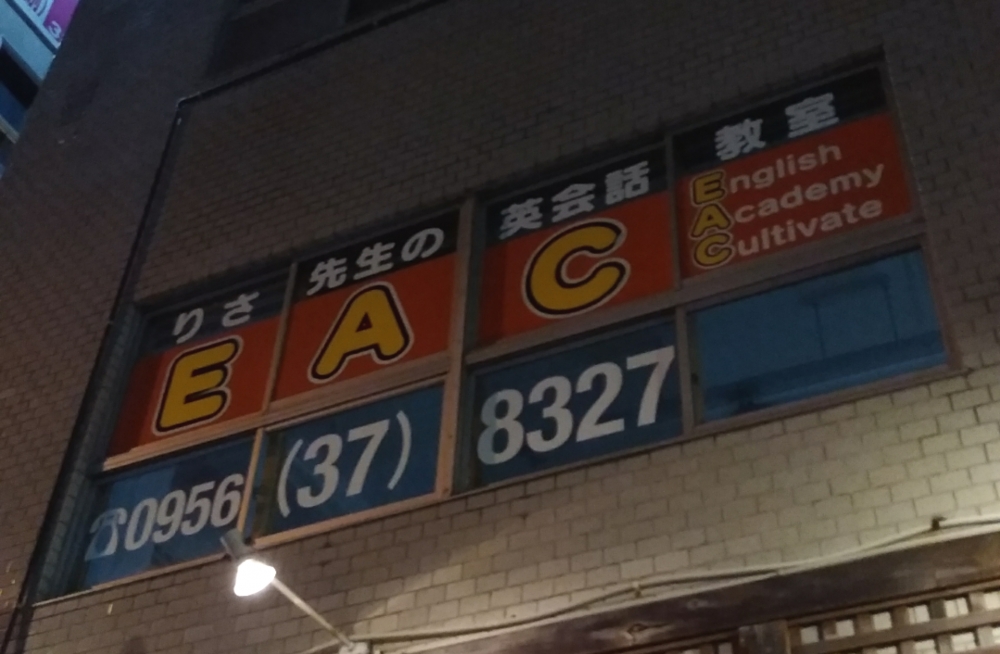 りさ先生の英会話教室
EAC
English
Academy
Cultivate
☎0956(37)8327